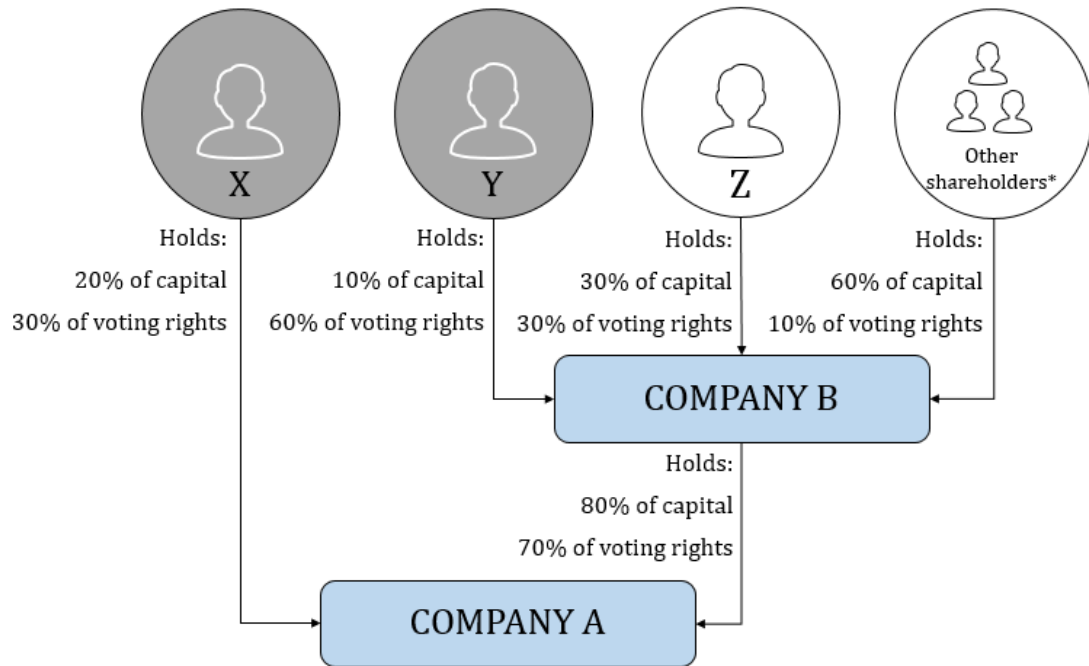 X
Y
Z
Other
shareholders*
Holds:
20% of capital
30% of voting rights
Holds:
10% of capital
60% of voting rights
Holds:
30% of capital
30% of voting rights
Holds:
60% of capital
10% of voting rights
COMPANY B
Holds:
80% of capital
70% of voting rights
COMPANY A